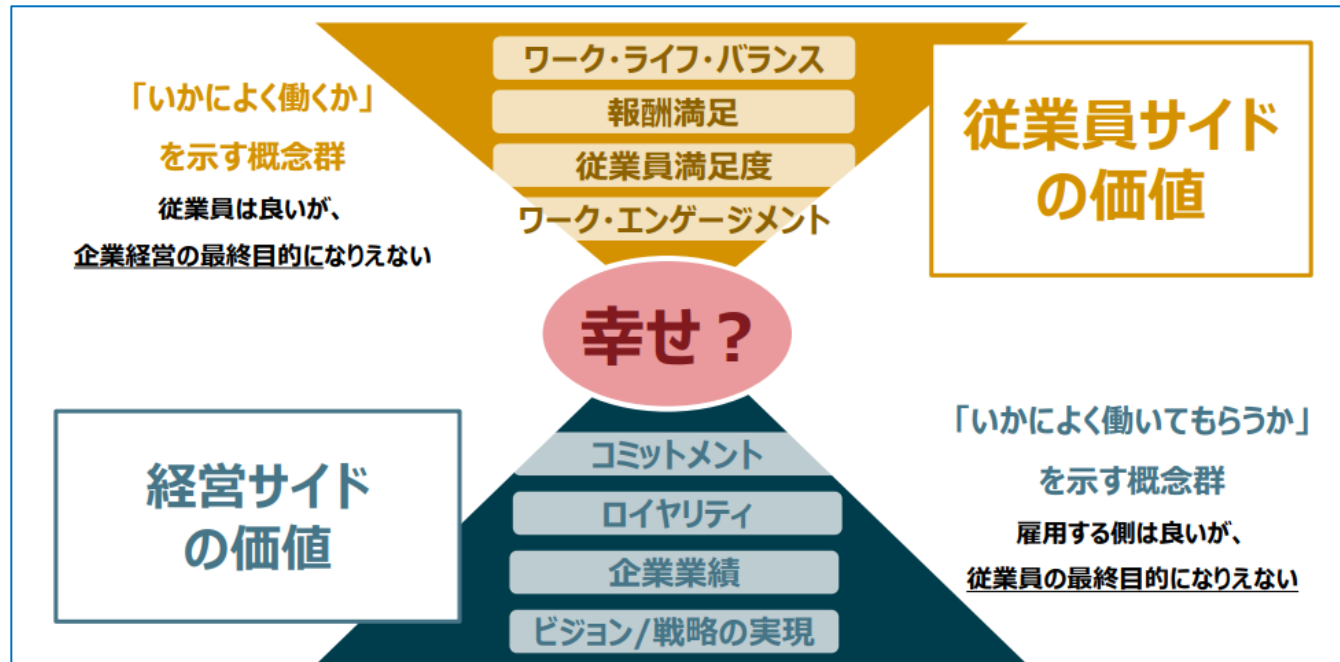 ワーク・ライフ・バランス
報酬満足
従業員満足度
ワーク・エンゲージメント
「いかによく働くか」
を示す概念群
従業員は良いが、
企業経営の最終目的になりえない
従業員サイド
の価値
幸せ？
経営サイド
の価値
コミットメント
ロイヤリティ
企業業績
ビジョン/戦略の実現
「いかによく働いてもらうか」
を示す概念群
雇用する側は良いが、
従業員の最終目的になりえない